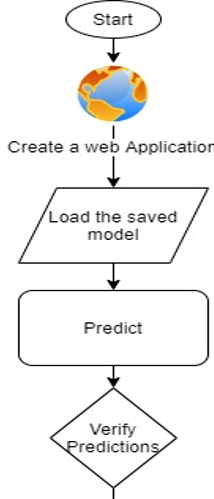 Start
Create a web Application
Load the saved
model
Predict
Verify
Predictions